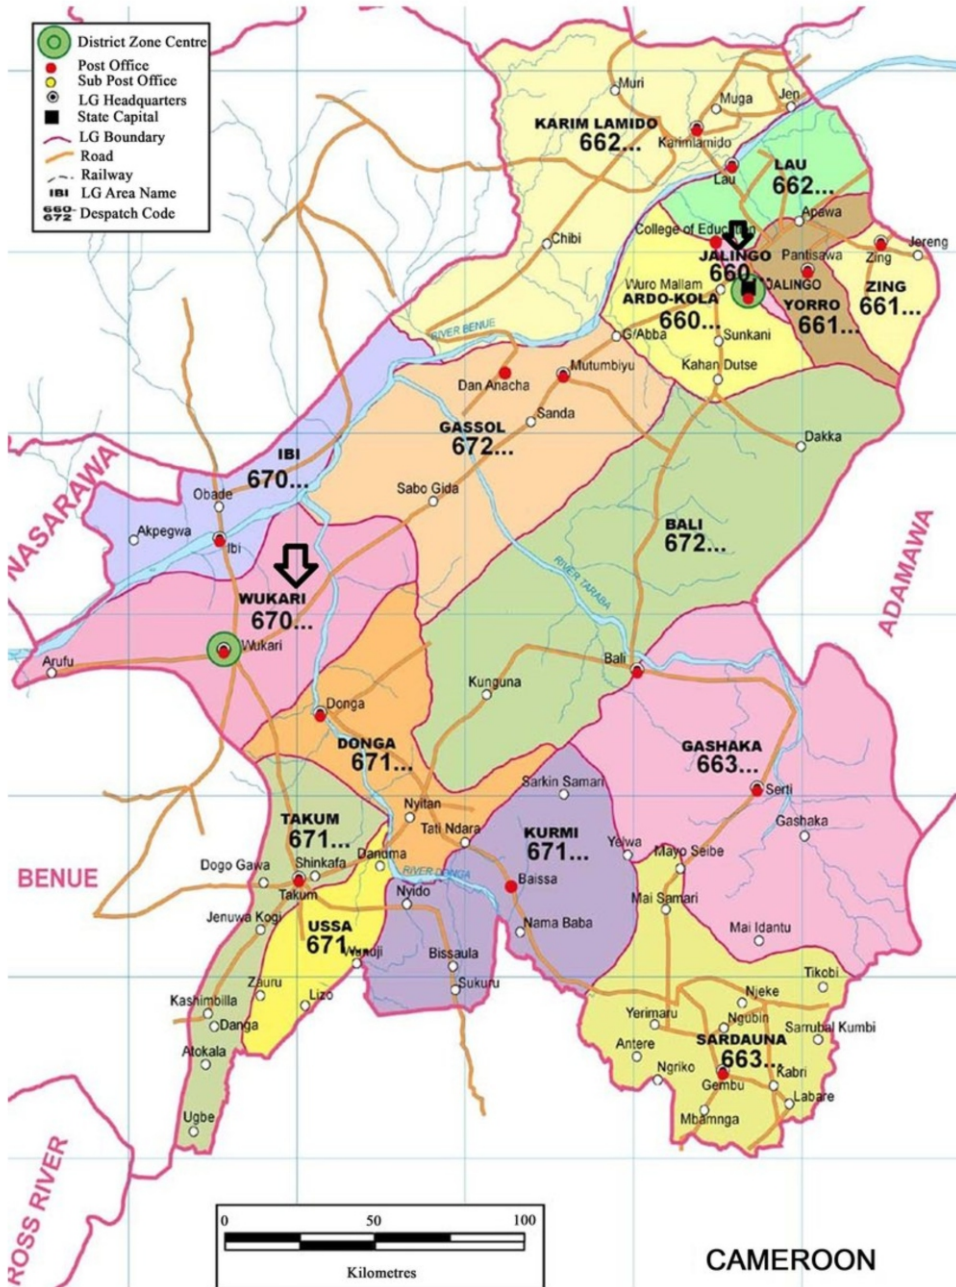 District Zone Centre
Post Office
Sub Post Office
LG Headquarters
State Capital
LG Boundary
Road
Railway
IBI LG Area Name
660-
672 Despatch Code
Muri
Muga
Jen
KARIM LAMIDO
662...
Karimlamido
Lau
LAU
662...
Chibi
College of Education
Apawa
JALINGO
660...
Pantisawa
Zing
Jereng
Wuro Mallam
JALINGO
ARDO-KOLA
660...
YORRO
661...
ZING
661...
RIVER BENUE
G/Abba
Sunkani
Kahan Dutse
Dan Anacha
Mutumbiyu
Sanda
GASSOL
672...
Dakka
IBI
670...
Obade
Sabo Gida
NASARAWA
Akpegwa
Ibi
BALI
672...
ADAMAWA
RIVER TARABA
WUKARI
670...
Wukari
Arufu
Bali
Kunguna
Donga
DONGA
671...
GASHAKA
663...
Serti
Sarkin Samari
Nyitan
Gashaka
TAKUM
671...
Tati Ndara
KURMI
671...
Yelwa
Mayo Seibe
BENUE
Dogo Gawa
Shinkafa
Danuma
RIVER DONGA
Takum
Nyido
Baissa
Mai Samari
Jenuwa Kogi
USSA
671...
Nama Baba
Mai Idantu
Bissaula
Zauru
Lizo
Sukuru
Tikobi
Kashimbilla
Danga
Njeke
Yerimaru
Ngubin
Sarrubal Kumbi
Atokala
Antere
SARDAUNA
663...
Ngriko
Gembu
Kabri
Labare
Mbamnga
Ugbe
ROSS RIVER
0 50 100
Kilometres
CAMEROON